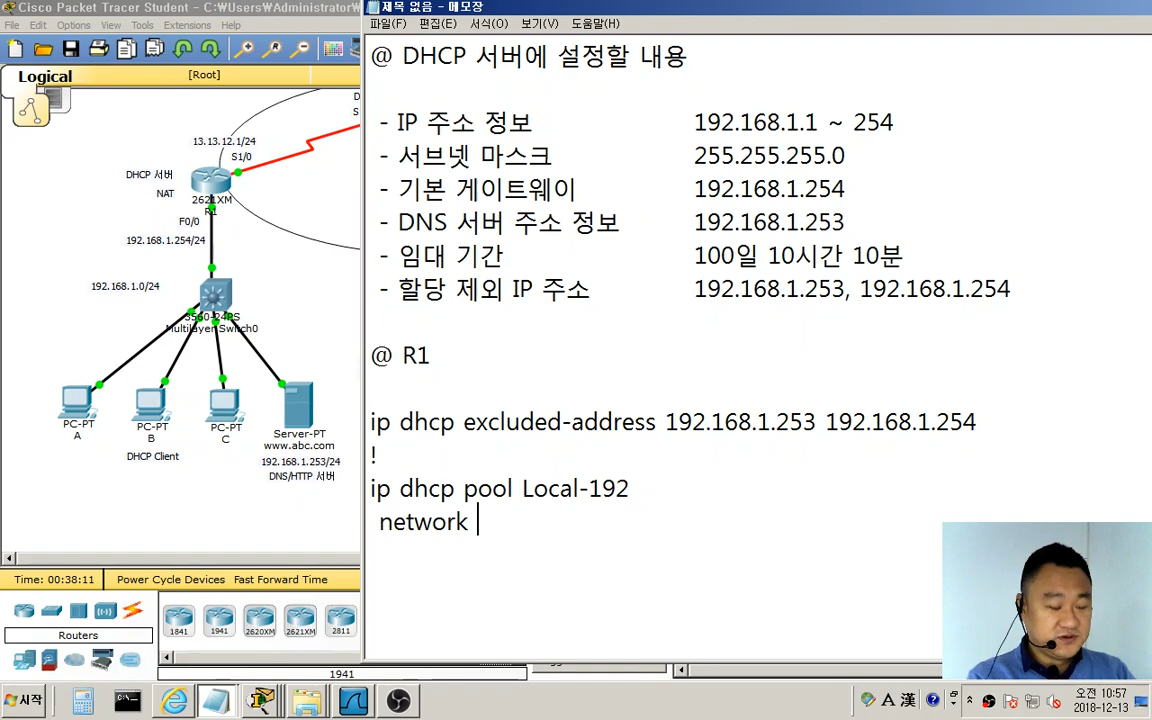 Cisco Packet Tracer Student - C:₩Users₩Administrator₩
제목 없음 - 메모장
File Edit Options View Tools Extensions Help
파일(F) 편집(E) 서식(O) 보기(V) 도움말(H)
Logical
[Root]
@ DHCP 서버에 설정할 내용
- IP 주소 정보 192.168.1.1 ~ 254
- 서브넷 마스크 255.255.255.0
- 기본 게이트웨이 192.168.1.254
- DNS 서버 주소 정보 192.168.1.253
- 임대 기간 100일 10시간 10분
- 할당 제외 IP 주소 192.168.1.253, 192.168.1.254
@ R1
ip dhcp excluded-address 192.168.1.253 192.168.1.254
!
ip dhcp pool Local-192
network
D
S
13.13.12.1/24
S1/0
DHCP 서버
NAT
2621XM
R1
F0/0
192.168.1.254/24
192.168.1.0/24
3560-24PS
Multilayer Switch0
PC-PT
A
PC-PT
B
PC-PT
C
Server-PT
www.abc.com
DHCP Client
192.168.1.253/24
DNS/HTTP 서버
Time: 00:38:11 Power Cycle Devices Fast Forward Time
Routers
1841 1941 2620XM 2621XM 2811
1941
시작
A 漢
오전 10:57
2018-12-13